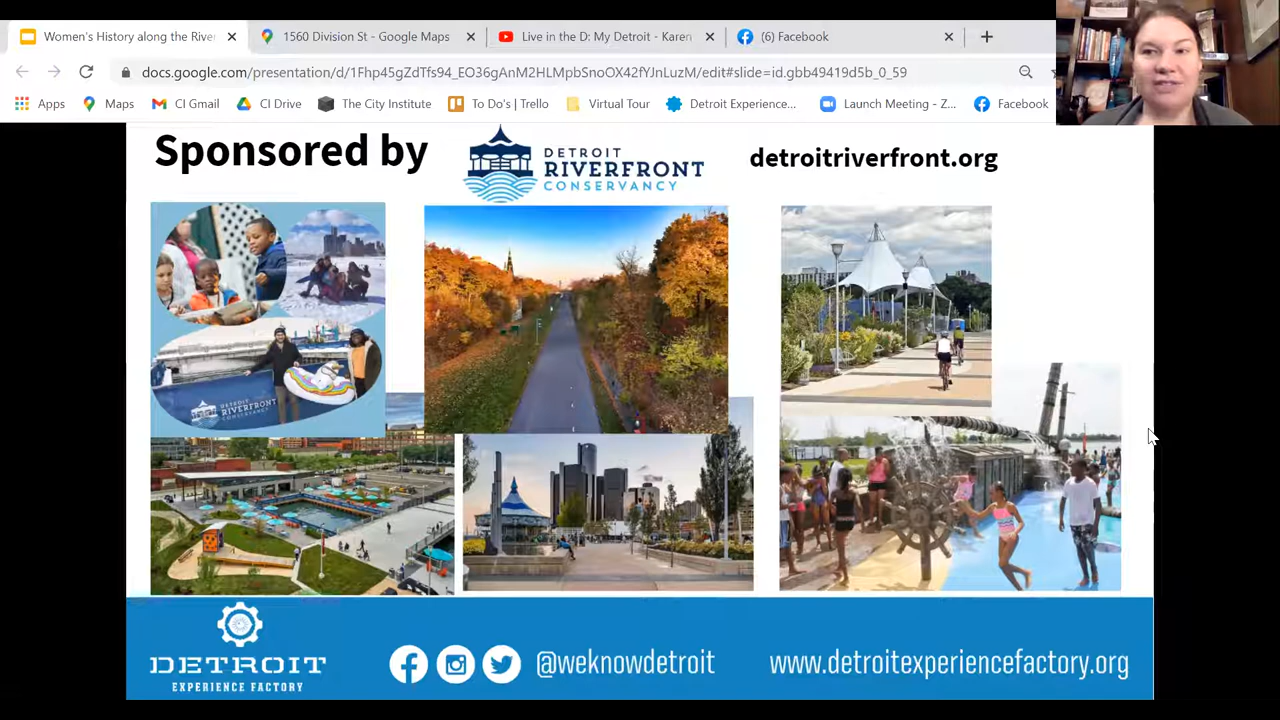 Women's History along the River
1560 Division St - Google Maps
Live in the D: My Detroit - Karen
(6) Facebook
docs.google.com/presentation/d/1Fhp45gZdTfs94_EO36gAnM2HLMpbSnoOX42fYJnLuzM/edit#slide=id.gbb49419d5b_0_59
Apps
Maps
CI Gmail
CI Drive
The City Institute
To Do's | Trello
Virtual Tour
Detroit Experience...
Launch Meeting - Z...
Facebook
Sponsored by
DETROIT
RIVERFRONT
CONSERVANCY
detroitriverfront.org
DETROIT
RIVERFRONT
CONSERVANCY
DETROIT
EXPERIENCE FACTORY
@weknowdetroit
www.detroitexperiencefactory.org